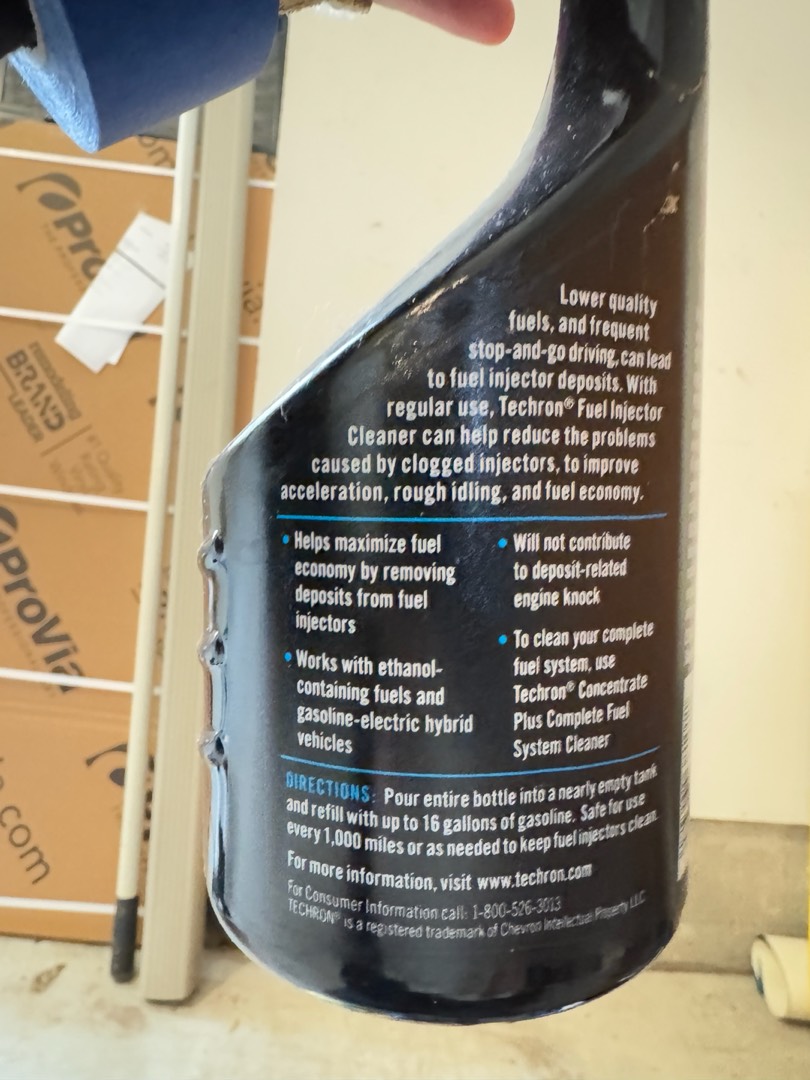 Lower quality
fuels, and frequent
stop-and-go driving, can lead
to fuel injector deposits. With
regular use, Techron® Fuel Injector
Cleaner can help reduce the problems
caused by clogged injectors, to improve
acceleration, rough idling, and fuel economy.
• Helps maximize fuel
economy by removing
deposits from fuel
injectors
• Works with ethanol-
containing fuels and
gasoline-electric hybrid
vehicles
• Will not contribute
to deposit-related
engine knock
• To clean your complete
fuel system, use
Techron® Concentrate
Plus Complete Fuel
System Cleaner
DIRECTIONS: Pour entire bottle into a nearly empty tank
and refill with up to 16 gallons of gasoline. Safe for use
every 1,000 miles or as needed to keep fuel injectors clean.
For more information, visit www.techron.com
For Consumer Information call: 1-800-526-3013
TECHRON® is a registered trademark of Chevron Intellectual Property LLC
Pro
remodeling
BRAND
LEADER
ProVia
.com